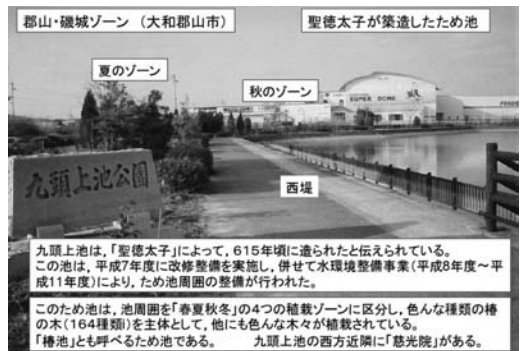 郡山・磯城ゾーン （大和郡山市）
聖徳太子が築造したため池
夏のゾーン
秋のゾーン
SUPER DOME
九頭上池公園
西堤
九頭上池は，「聖徳太子」によって，615年頃に造られたと伝えられている。
この池は，平成7年度に改修整備を実施し，併せて水環境整備事業（平成8年度～平
成11年度）により，ため池周囲の整備が行われた。
このため池は，池周囲を「春夏秋冬」の4つの植栽ゾーンに区分し，色んな種類の椿
の木（164種類）を主体として，他にも色んな木々が植栽されている。
「椿池」とも呼べるため池である。 九頭上池の西方近隣に「慈光院」がある。